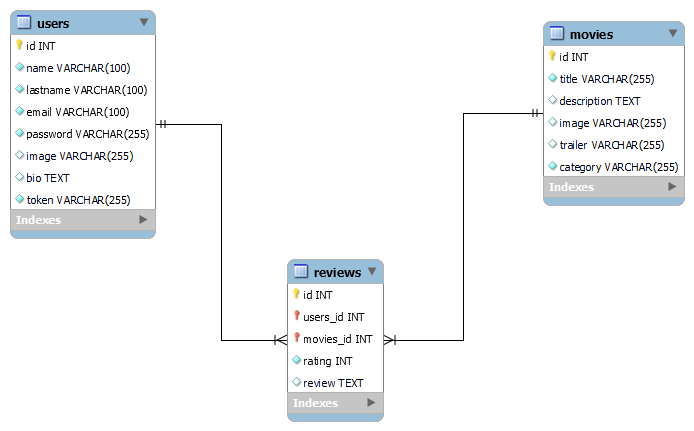 users
id INT
name VARCHAR(100)
lastname VARCHAR(100)
email VARCHAR(100)
password VARCHAR(255)
image VARCHAR(255)
bio TEXT
token VARCHAR(255)
Indexes
movies
id INT
title VARCHAR(255)
description TEXT
image VARCHAR(255)
trailer VARCHAR(255)
category VARCHAR(255)
Indexes
reviews
id INT
users_id INT
movies_id INT
rating INT
review TEXT
Indexes